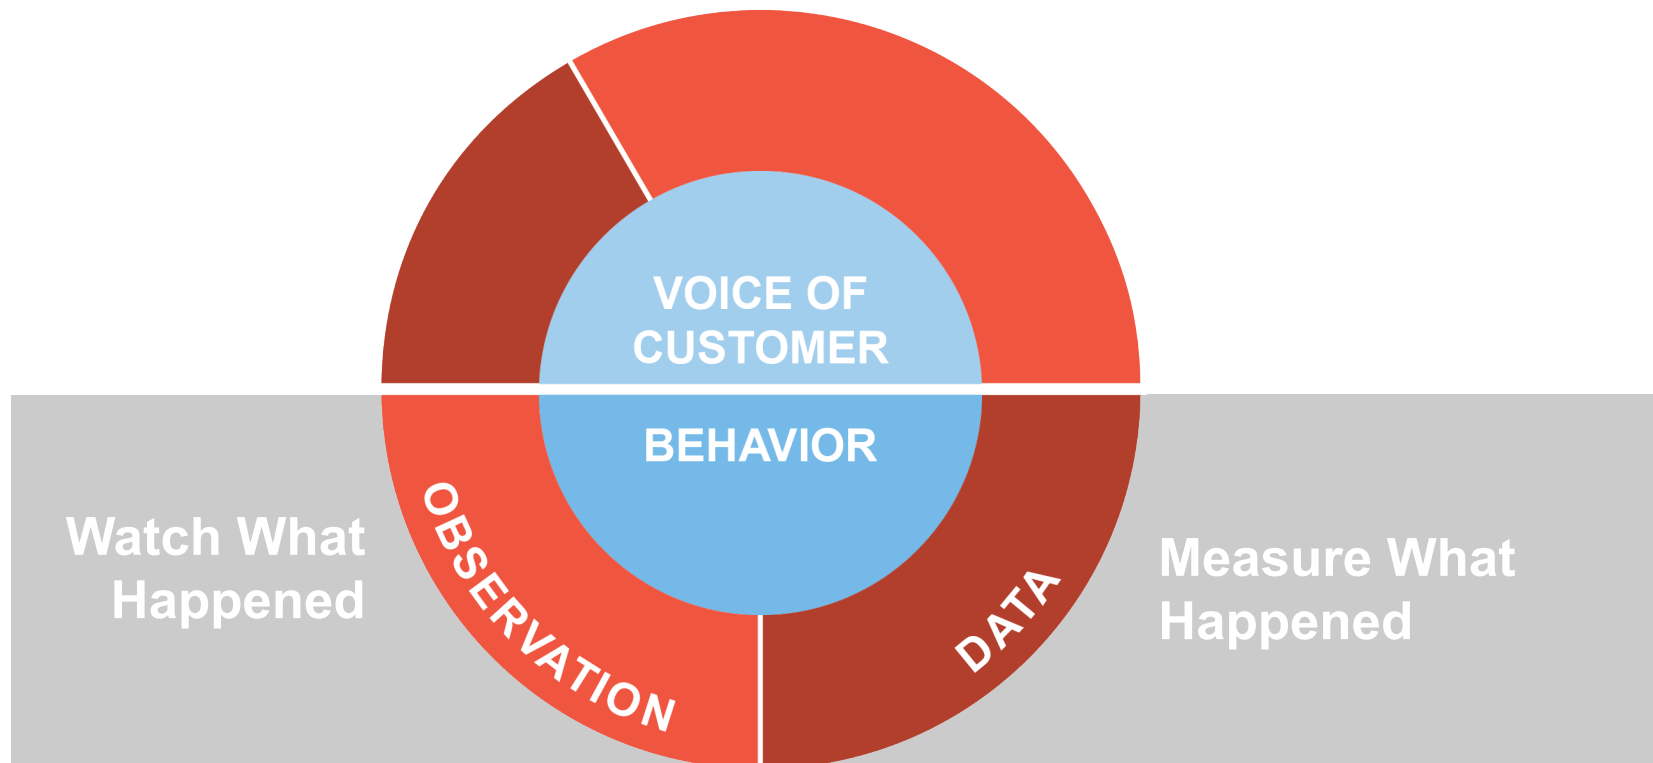 VOICE OF
CUSTOMER
BEHAVIOR
Watch What
Happened
OBSERVATION
DATA
Measure What
Happened